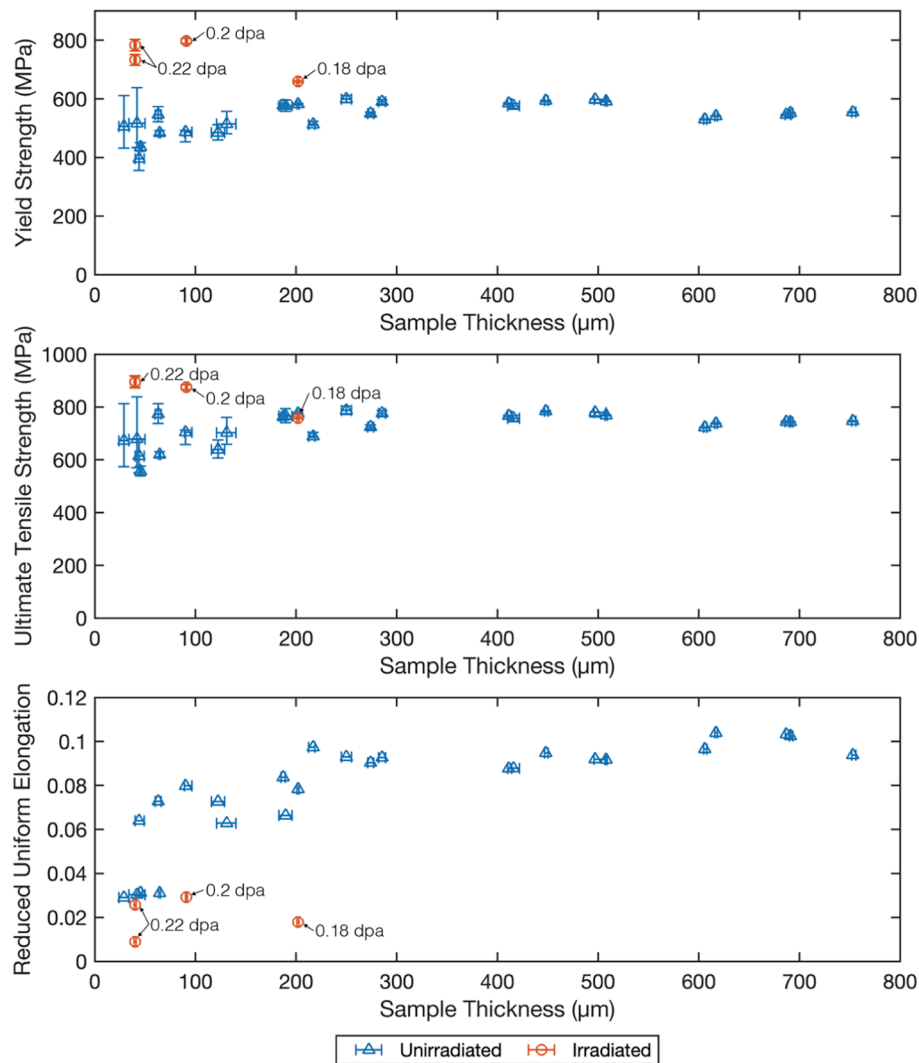 Yield Strength (MPa)
800
600
400
200
0
0.2 dpa
0.22 dpa
0.18 dpa
0 100 200 300 400 500 600 700 800
Sample Thickness (µm)
Ultimate Tensile Strength (MPa)
1000
800
600
400
200
0
0.22 dpa
0.2 dpa
0.18 dpa
0 100 200 300 400 500 600 700 800
Sample Thickness (µm)
Reduced Uniform Elongation
0.12
0.1
0.08
0.06
0.04
0.02
0
0.2 dpa
0.22 dpa
0.18 dpa
0 100 200 300 400 500 600 700 800
Sample Thickness (µm)
Unirradiated Irradiated